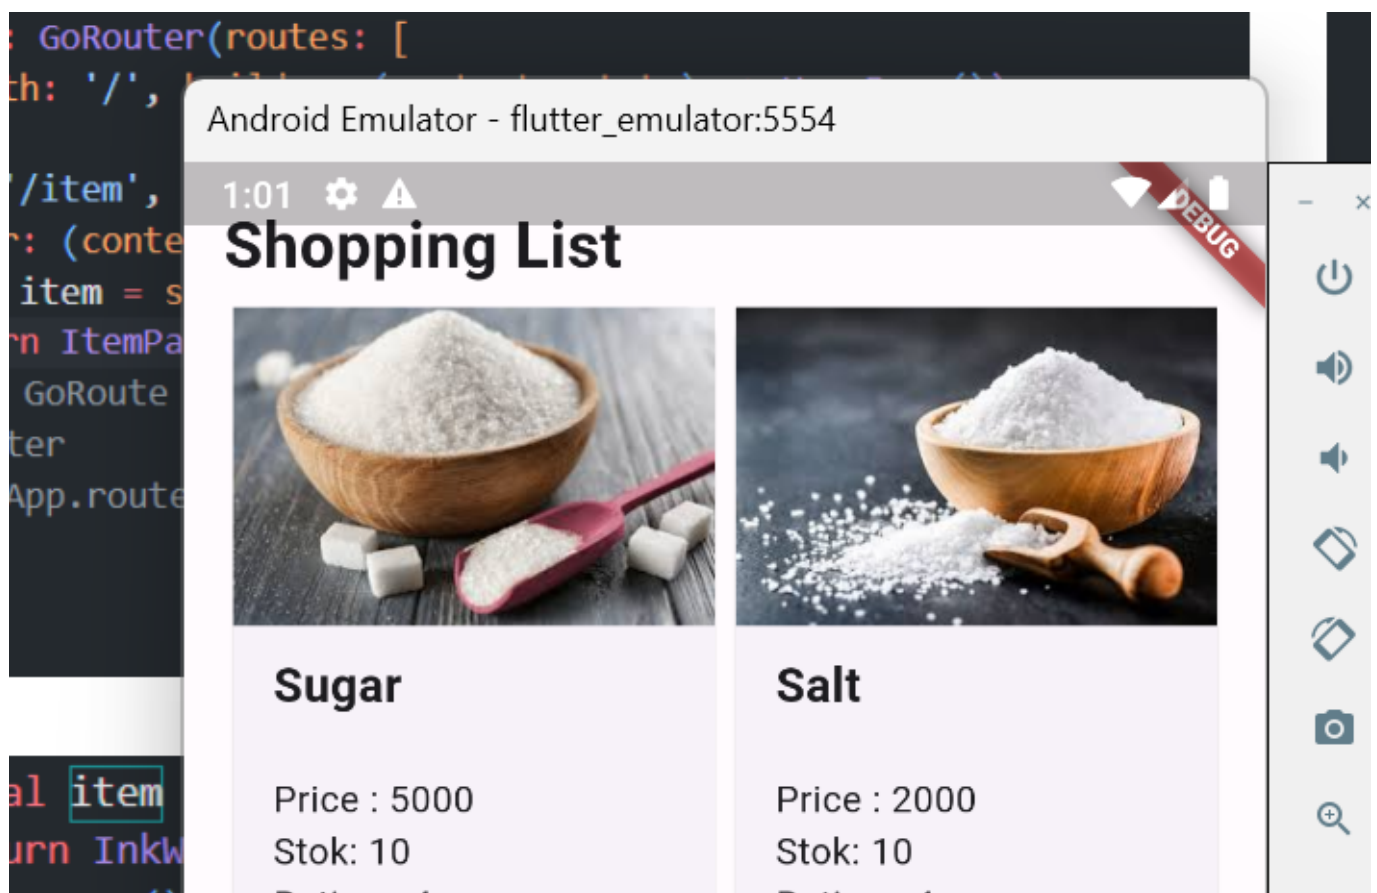 : GoRouter(routes: [
th: '/',
Android Emulator - flutter_emulator:5554
'/item',
1:01
DEBUG
r: (conte
Shopping List
item = s
rn ItemPa
GoRoute
ter
App.route
Sugar
Salt
al item
Price : 5000
Price : 2000
urn InkW
Stok: 10
Stok: 10